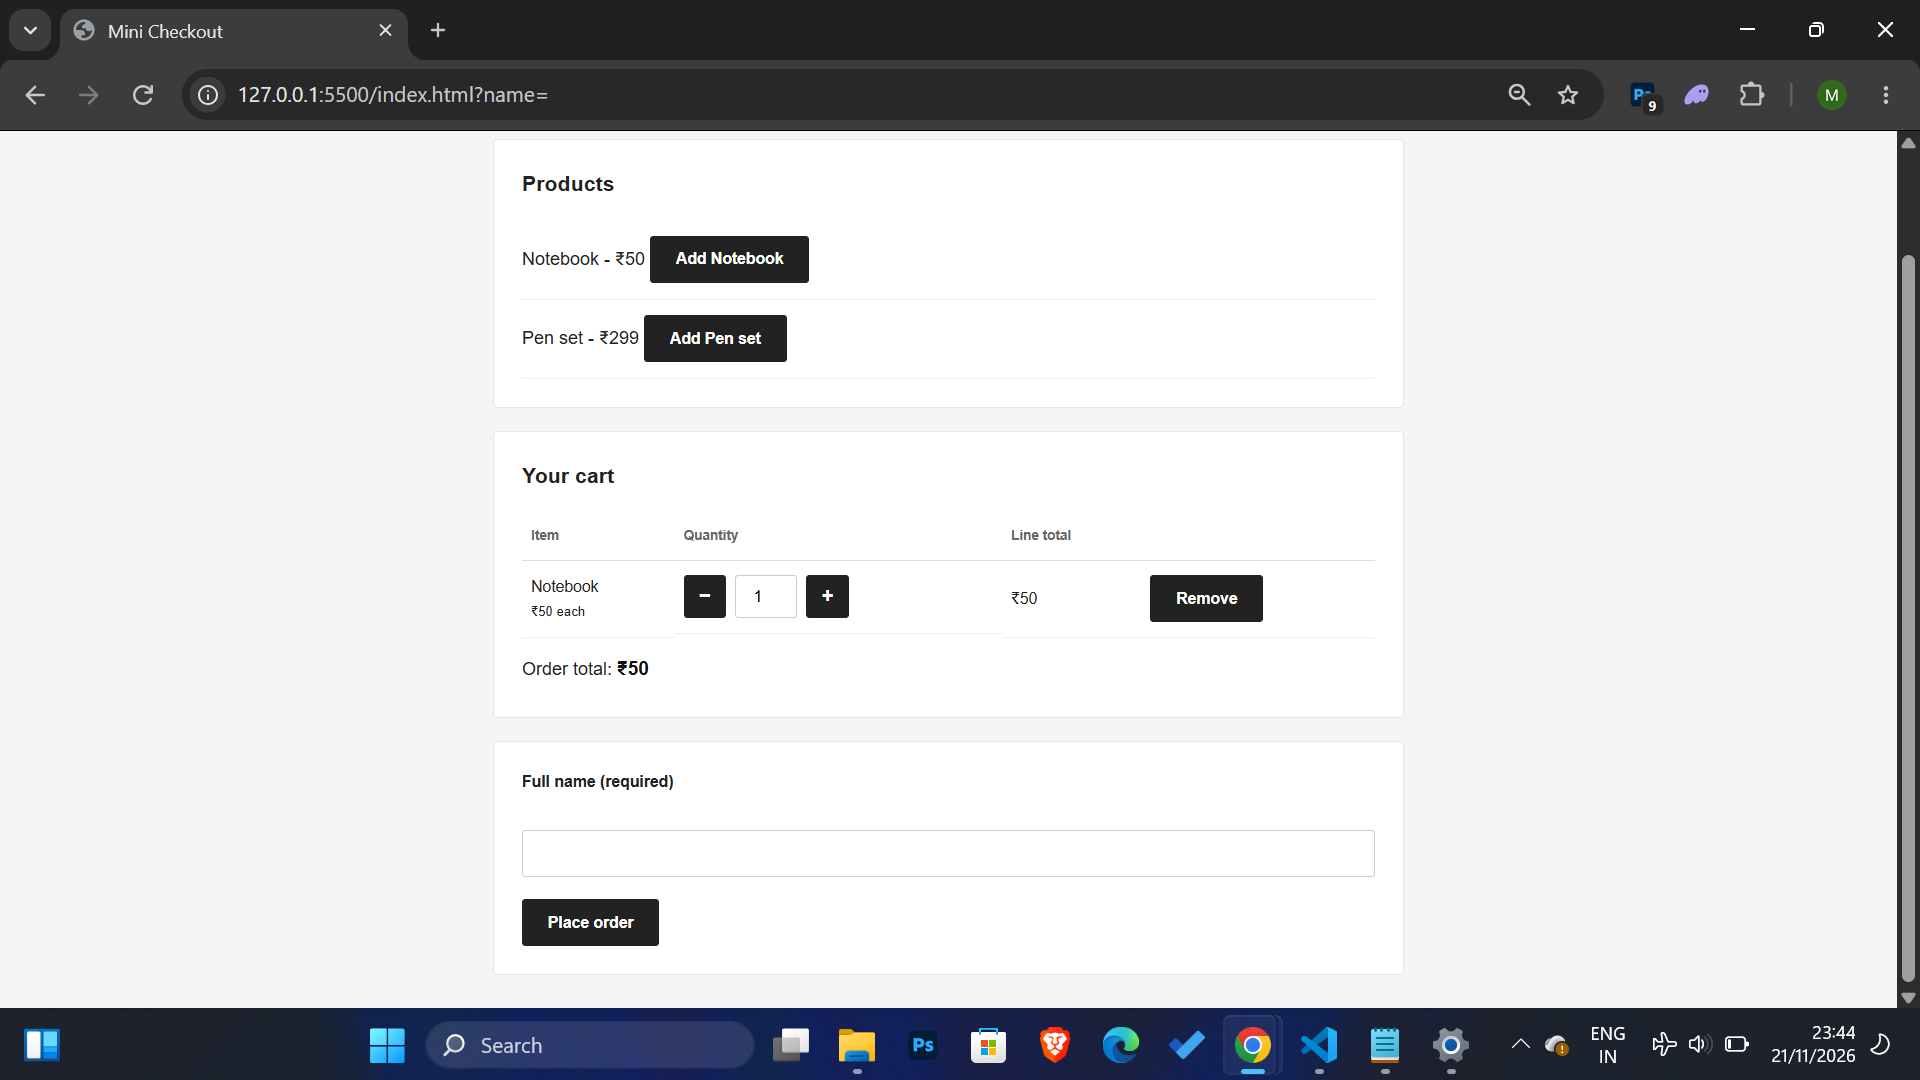 Mini Checkout
127.0.0.1:5500/index.html?name=
9
M
Products
Notebook - ₹50 Add Notebook
Pen set - ₹299 Add Pen set
Your cart
Item Quantity Line total
Notebook
₹50 each
− 1 + ₹50 Remove
Order total: ₹50
Full name (required)
Place order
Search
Ps
ENG
IN
23:44
21/11/2026